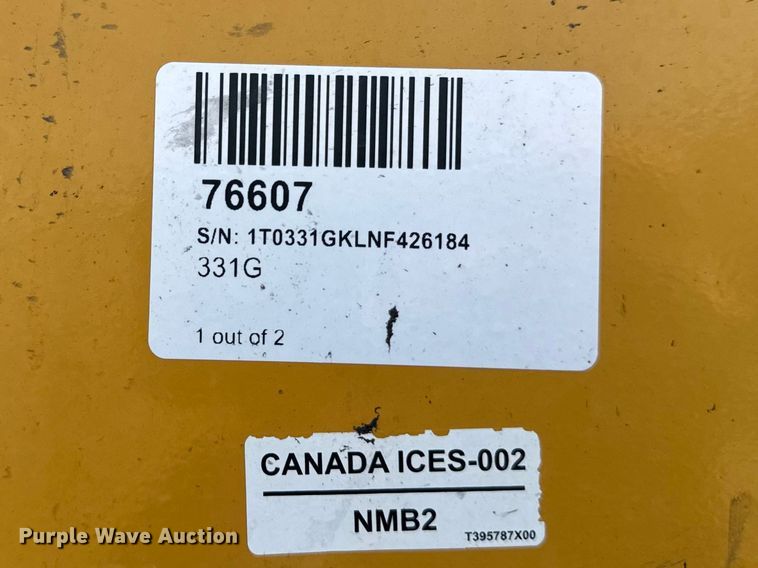 76607
S/N: 1T0331GKLNF426184
331G
1 out of 2
CANADA ICES-002
NMB2
T395787X00
Purple Wave Auction